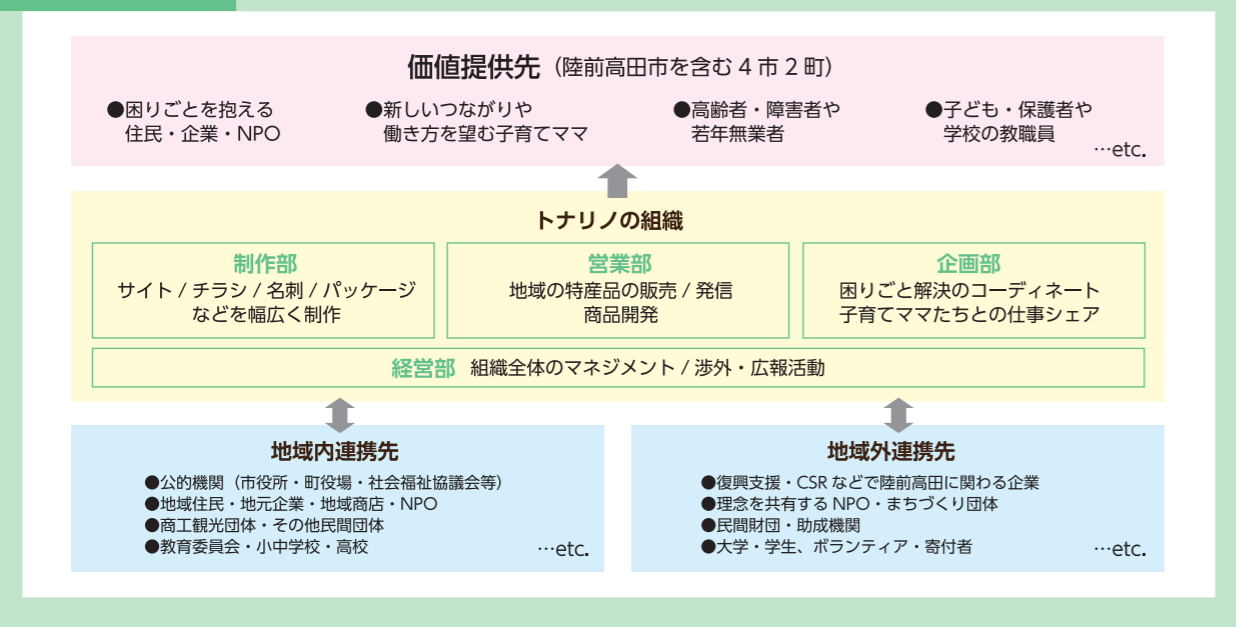 価値提供先（陸前高田市を含む 4 市 2 町）
●困りごとを抱える
住民・企業・NPO
●新しいつながりや
働き方を望む子育てママ
●高齢者・障害者や
若年無業者
●子ども・保護者や
学校の教職員
…etc.
トナリノの組織
制作部
サイト / チラシ / 名刺 / パッケージ
などを幅広く制作
営業部
地域の特産品の販売 / 発信
商品開発
企画部
困りごと解決のコーディネート
子育てママたちとの仕事シェア
経営部 組織全体のマネジメント / 渉外・広報活動
地域内連携先
●公的機関（市役所・町役場・社会福祉協議会等）
●地域住民・地元企業・地域商店・NPO
●商工観光団体・その他民間団体
●教育委員会・小中学校・高校
…etc.
地域外連携先
●復興支援・CSR などで陸前高田に関わる企業
●理念を共有する NPO・まちづくり団体
●民間財団・助成機関
●大学・学生、ボランティア・寄付者
…etc.